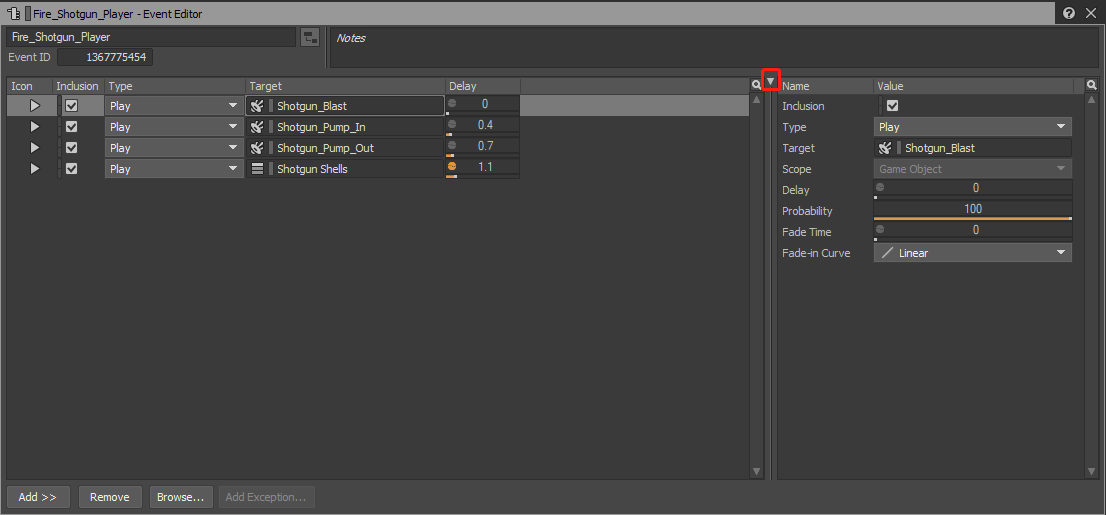 Fire_Shotgun_Player - Event Editor
Fire_Shotgun_Player
Notes
Event ID 1367775454
Icon Inclusion Type Target Delay
Play Shotgun_Blast 0
Play Shotgun_Pump_In 0.4
Play Shotgun_Pump_Out 0.7
Play Shotgun Shells 1.1
Name Value
Inclusion
Type Play
Target Shotgun_Blast
Scope Game Object
Delay 0
Probability 100
Fade Time 0
Fade-in Curve Linear
Add >> Remove Browse... Add Exception...